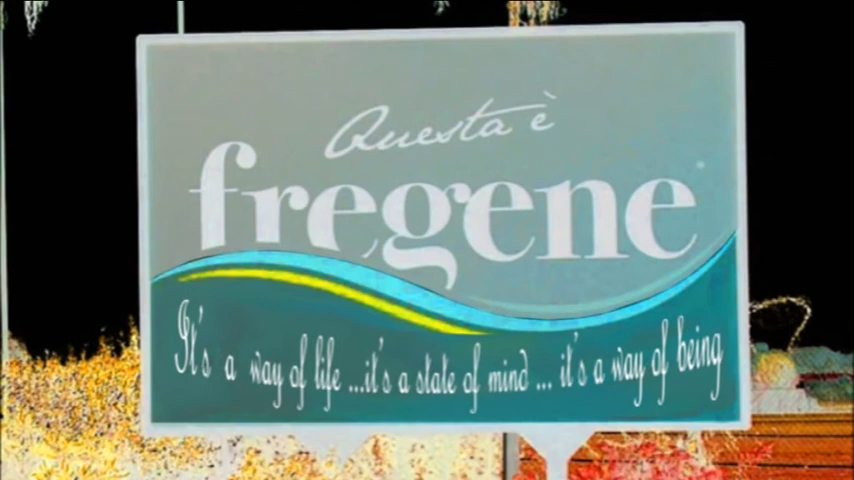 Questa è
fregene
It's a way of life ...it's a state of mind ... it's a way of being